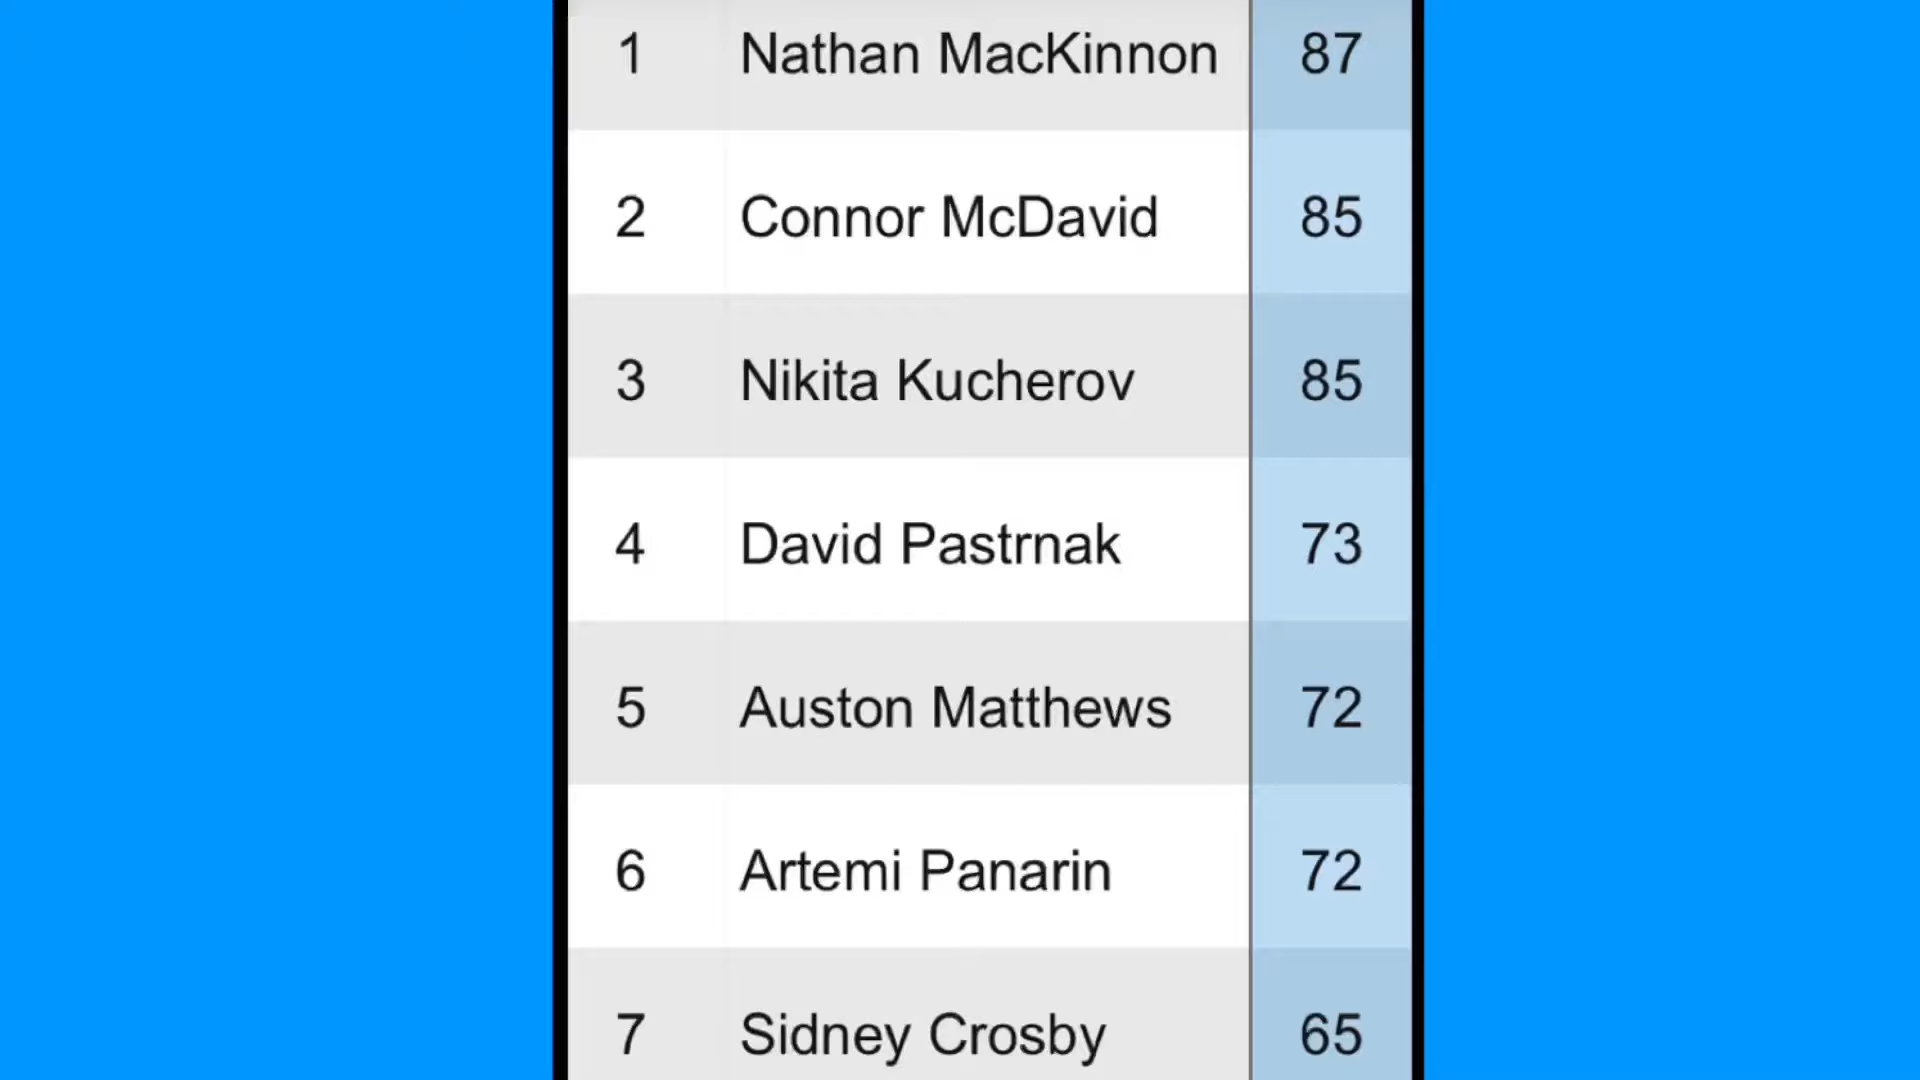 1 Nathan MacKinnon 87
2 Connor McDavid 85
3 Nikita Kucherov 85
4 David Pastrnak 73
5 Auston Matthews 72
6 Artemi Panarin 72
7 Sidney Crosby 65